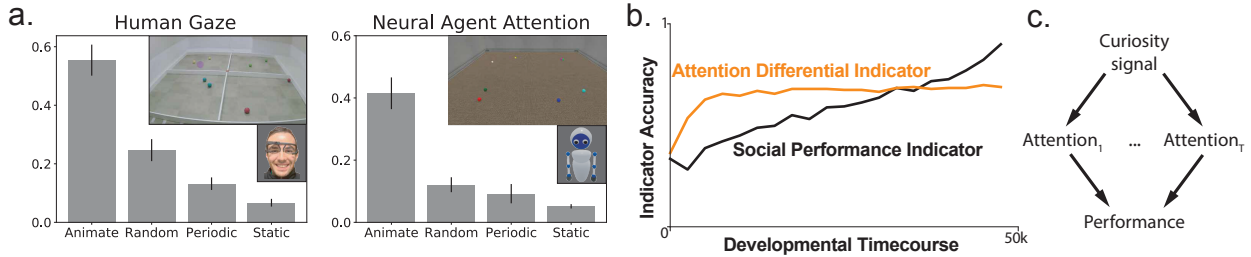 a.
Human Gaze
0.6
0.4
0.2
0.0
Animate Random Periodic Static
Neural Agent Attention
0.6
0.4
0.2
0.0
Animate Random Periodic Static
b.
1
Attention Differential Indicator
Social Performance Indicator
Indicator Accuracy
0
Developmental Timecourse
50k
c.
Curiosity
signal
Attention₁ ... Attention_T
Performance